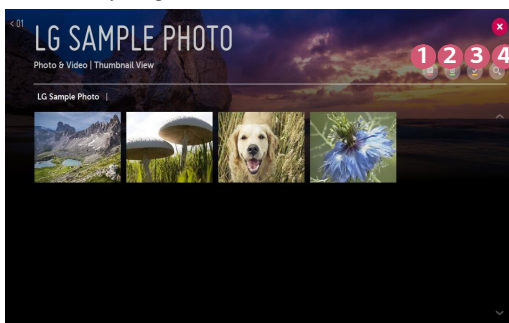 < 01
LG SAMPLE PHOTO
Photo & Video | Thumbnail View
1 2 3 4
LG Sample Photo |